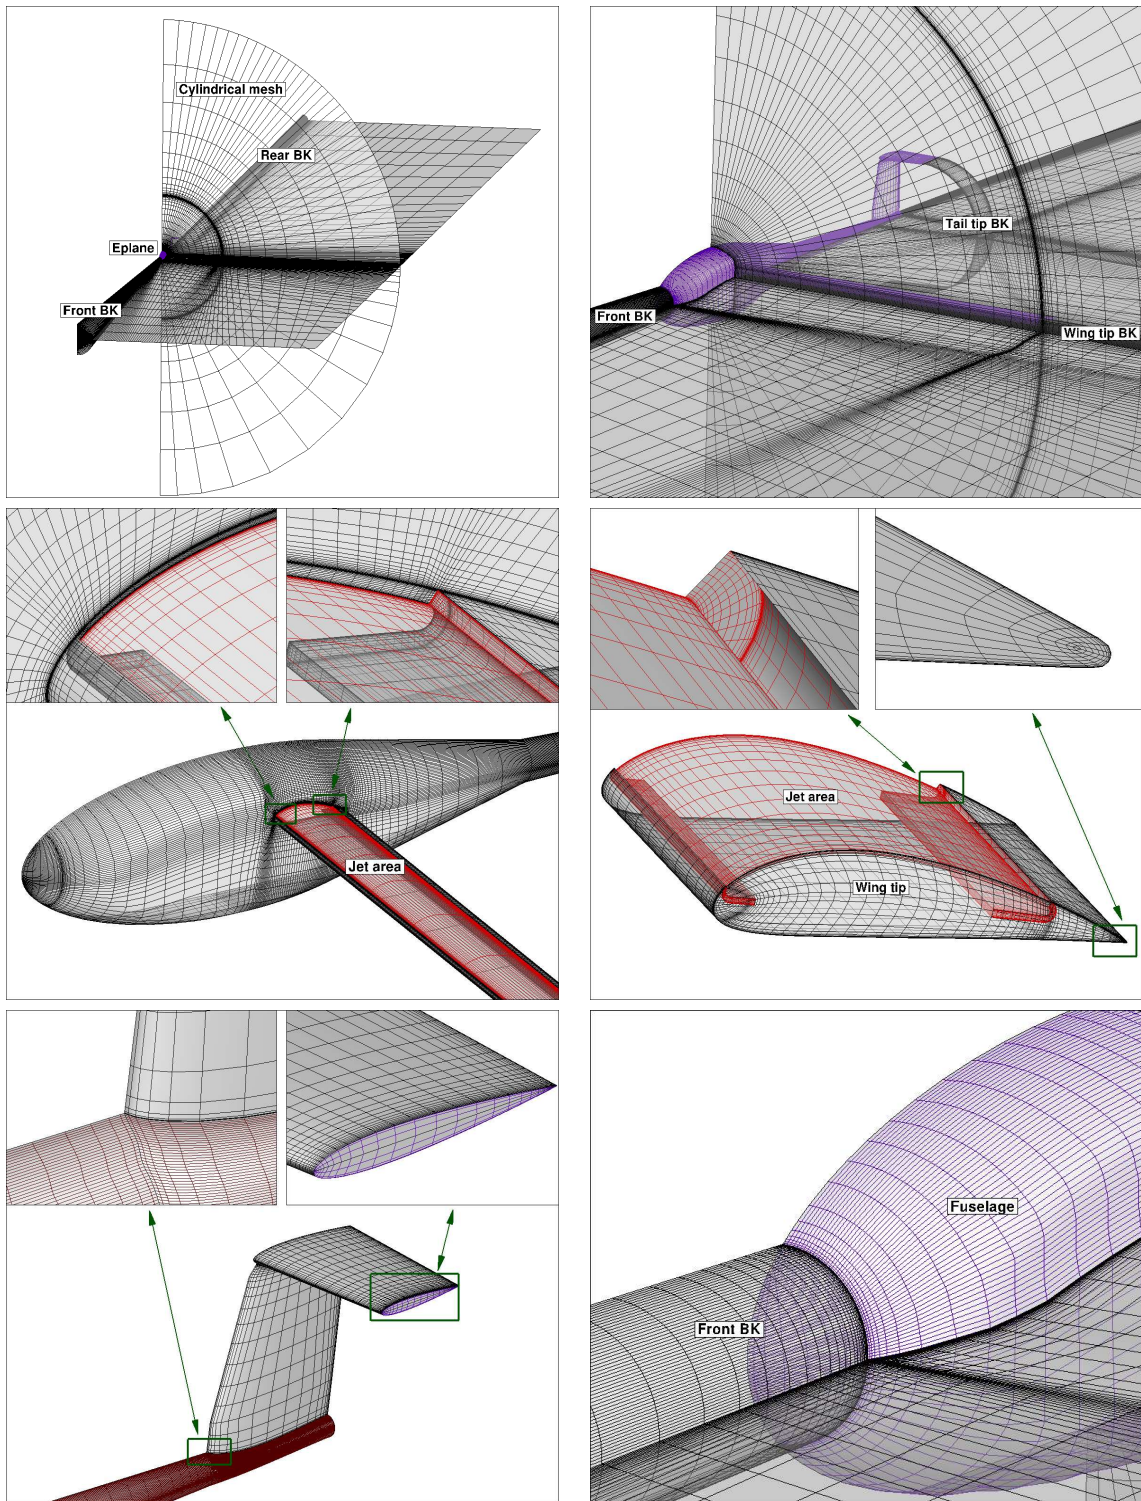 Cylindrical mesh
Rear BK
Eplane
Front BK
Tail tip BK
Front BK
Wing tip BK
Jet area
Jet area
Wing tip
Fuselage
Front BK